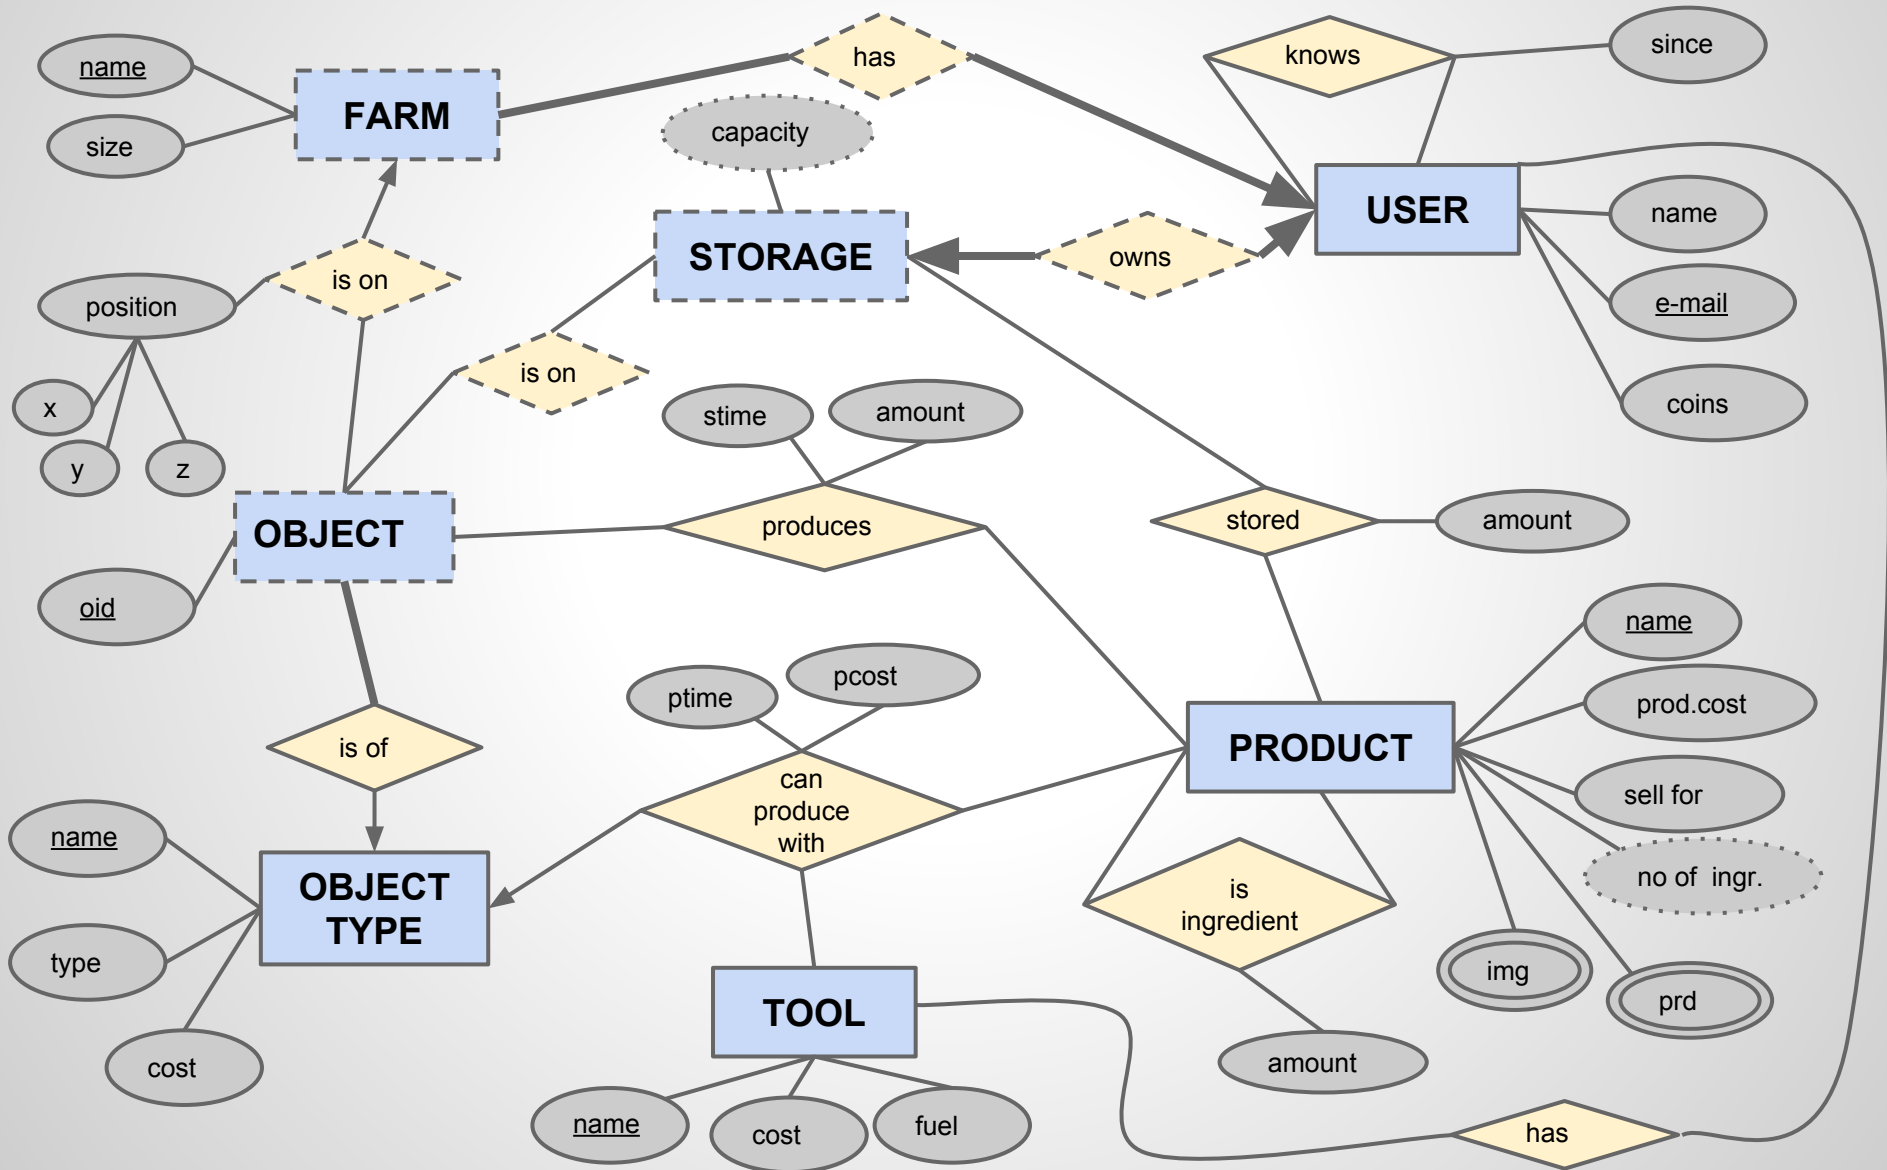 name
has
knows
since
FARM
capacity
size
USER
name
STORAGE
owns
is on
position
e-mail
is on
x
stime
amount
coins
y
z
OBJECT
produces
stored
amount
oid
name
ptime
pcost
prod.cost
is of
PRODUCT
can
produce
with
sell for
name
OBJECT
TYPE
is
ingredient
no of ingr.
type
img
prd
TOOL
cost
amount
name
cost
fuel
has